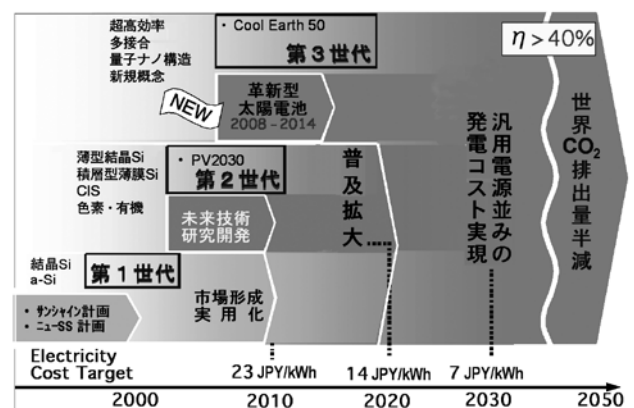 超高効率
多接合
量子ナノ構造
新規概念
・ Cool Earth 50
第3世代
η > 40%
NEW
革新型
太陽電池
2008-2014
薄型結晶Si
積層型薄膜Si
CIS
色素・有機
・ PV2030
第2世代
未来技術
研究開発
普及拡大
汎用電源並みの
発電コスト実現
世界CO₂排出量半減
結晶Si
a-Si
第1世代
・ サンシャイン計画
・ ニューSS 計画
市場形成
実用化
Electricity
Cost Target
23 JPY/kWh
14 JPY/kWh
7 JPY/kWh
2000
2010
2020
2030
2050